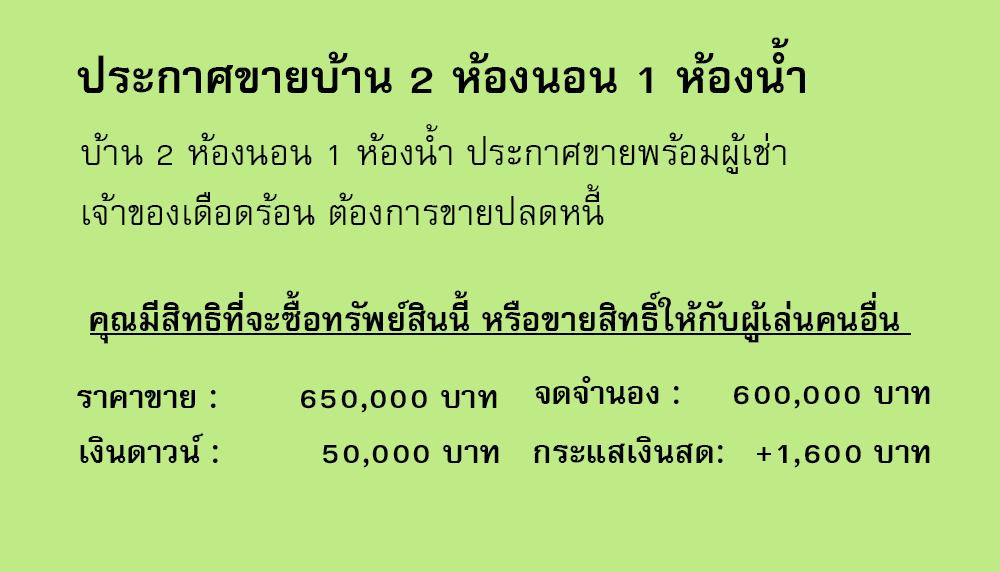 ประกาศขายบ้าน 2 ห้องนอน 1 ห้องน้ำ
บ้าน 2 ห้องนอน 1 ห้องน้ำ ประกาศขายพร้อมผู้เช่า
เจ้าของเดือดร้อน ต้องการขายปลดหนี้
คุณมีสิทธิที่จะซื้อทรัพย์สินนี้ หรือขายสิทธิ์ให้กับผู้เล่นคนอื่น
ราคาขาย : 650,000 บาท จดจำนอง : 600,000 บาท
เงินดาวน์ : 50,000 บาท กระแสเงินสด: +1,600 บาท